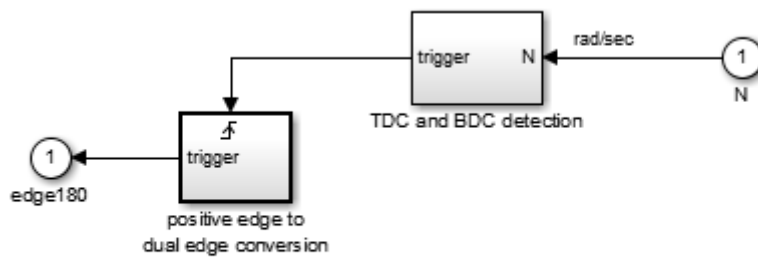 rad/sec
trigger
N
1
N
TDC and BDC detection
trigger
1
edge180
positive edge to
dual edge conversion